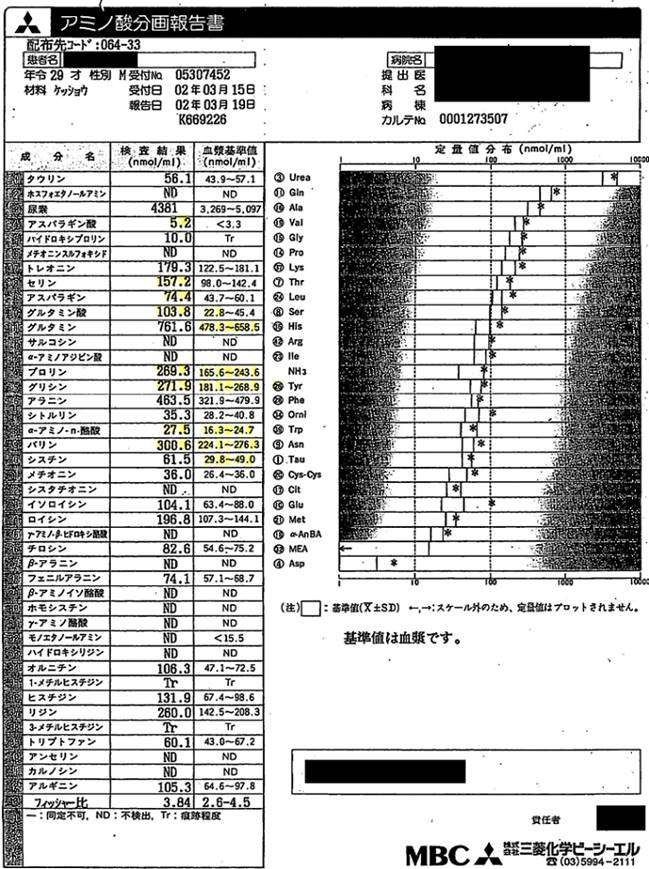 アミノ酸分画報告書
配布先コード:064-33
患者名
年令 29 才 性別 M 受付No. 05307452
材料 ケッショウ 受付日 02年03月15日
報告日 02年03月19日
K669226
病院名
提出医
科 名
病 棟
カルテNo. 0001273507
成 分 名 検査結果 (nmol/ml) 血類基準値 (nmol/ml)
タウリン 56.1 43.9~57.1
ホスフォエタノールアミン ND ND
尿素 4381 3,269~5,097
アスパラギン酸 5.2 <3.3
ハイドロキシプロリン 10.0 Tr
メチオニンスルフォキシド ND ND
トレオニン 179.3 122.5~181.1
セリン 157.2 98.0~142.4
アスパラギン 74.4 43.7~60.1
グルタミン酸 103.8 22.8~45.4
グルタミン 761.6 478.3~658.5
サルコシン ND ND
α-アミノアジピン酸 ND ND
プロリン 269.3 165.6~243.6
グリシン 271.9 181.1~268.9
アラニン 463.5 321.9~479.9
シトルリン 35.3 28.2~40.8
α-アミノ-n-酪酸 27.5 16.3~24.7
バリン 300.6 224.1~276.3
シスチン 61.5 29.8~49.0
メチオニン 36.0 26.4~36.0
シスタチオニン ND ND
イソロイシン 104.1 63.4~88.0
ロイシン 196.8 107.3~144.1
γ-アミノ-β-ヒドロキシ酪酸 ND ND
チロシン 82.6 54.6~75.2
β-アラニン ND ND
フェニルアラニン 74.1 57.1~68.7
β-アミノイソ酪酸 ND ND
ホモシスチン ND ND
γ-アミノ酪酸 ND ND
モノエタノールアミン ND <15.5
ハイドロキシリジン ND ND
オルニチン 106.3 47.1~72.5
1-メチルヒスチジン Tr Tr
ヒスチジン 131.9 67.4~98.6
リジン 260.0 142.5~208.3
3-メチルヒスチジン Tr Tr
トリプトファン 60.1 43.0~67.2
アンセリン ND ND
カルノシン ND ND
アルギニン 105.3 64.6~97.8
フィッシャー比 3.84 2.6-4.5
ー:同定不可, ND:不検出, Tr:痕跡程度
定量値分布(nmol/ml)
1 10 100 1000 10000
③ Urea
⑪ Gln
⑯ Ala
⑲ Val
⑮ Gly
⑭ Pro
㊲ Lys
⑦ Thr
㉔ Leu
⑧ Ser
㊱ His
㊷ Arg
㉓ Ile
NH3
㉖ Tyr
㉘ Phe
㉞ Orni
㊴ Trp
⑨ Asn
① Tau
⑳ Cys-Cys
⑰ Cit
⑩ Glu
㉑ Met
⑱ α-AnBA
㉜ MEA
④ Asp
(注) :基準値(X±SD) ←,→:スケール外のため、定量値はプロットされません。
基準値は血類です。
責任者
MBC 株式会社 三菱化学ビーシーエル
☎(03)5994-2111